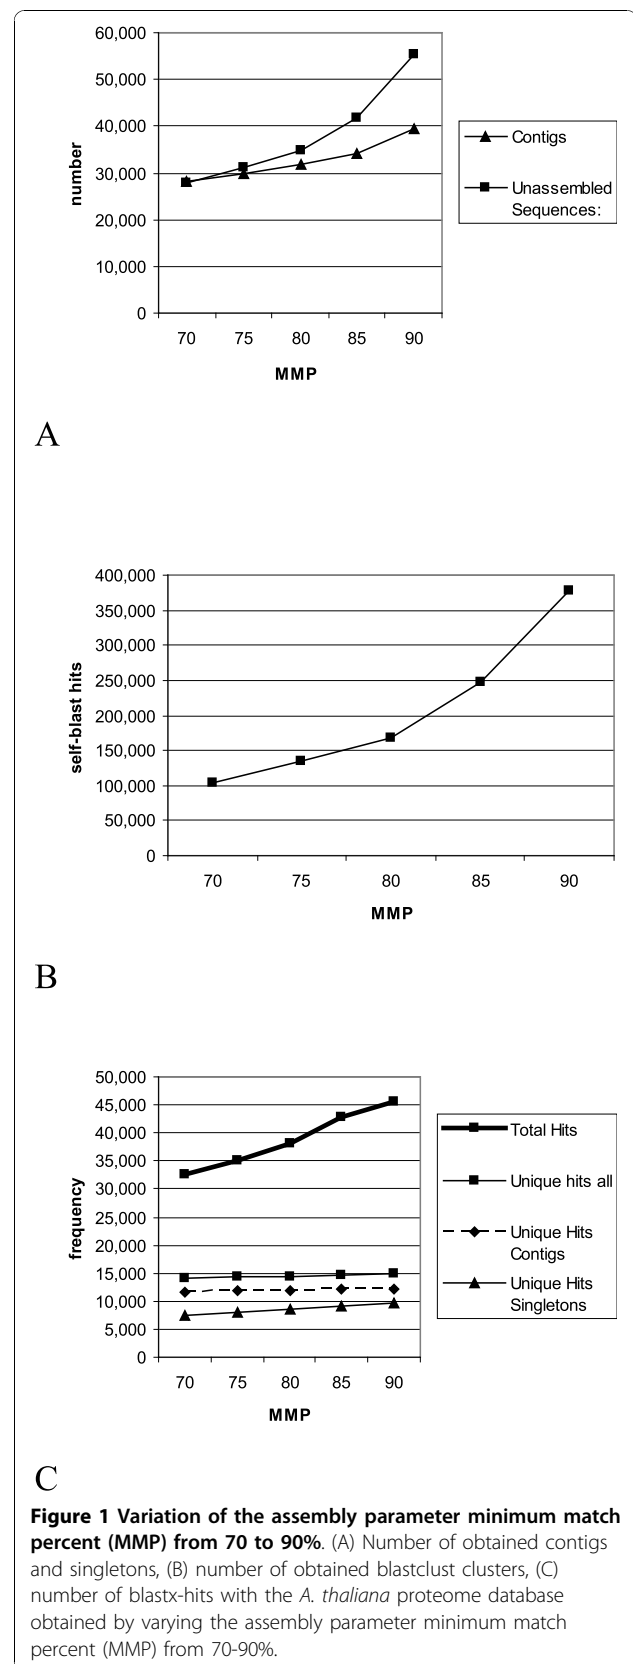 60,000
50,000
40,000
30,000
20,000
10,000
0
number
70 75 80 85 90
MMP
Contigs
Unassembled
Sequences:
A
400,000
350,000
300,000
250,000
200,000
150,000
100,000
50,000
0
self-blast hits
70 75 80 85 90
MMP
B
50,000
45,000
40,000
35,000
30,000
25,000
20,000
15,000
10,000
5,000
0
frequency
70 75 80 85 90
MMP
Total Hits
Unique hits all
Unique Hits
Contigs
Unique Hits
Singletons
C
Figure 1 Variation of the assembly parameter minimum match
percent (MMP) from 70 to 90%. (A) Number of obtained contigs
and singletons, (B) number of obtained blastclust clusters, (C)
number of blastx-hits with the A. thaliana proteome database
obtained by varying the assembly parameter minimum match
percent (MMP) from 70-90%.